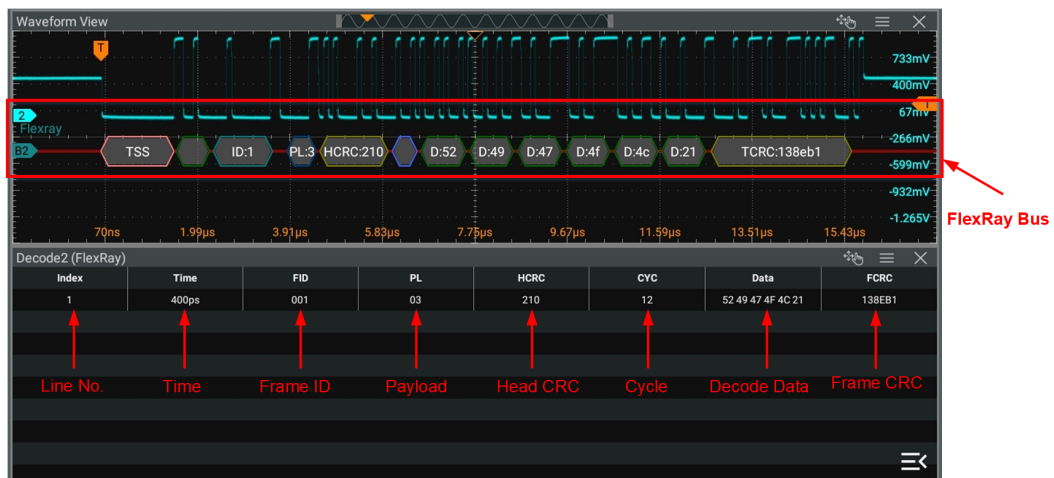 Waveform View
T
733mV
400mV
T
2
67mV
Flexray
-266mV
B2
TSS
ID:1
PL:3
HCRC:210
D:52
D:49
D:47
D:4f
D:4c
D:21
TCRC:138eb1
-599mV
-932mV
FlexRay Bus
-1.265V
70ns
1.99µs
3.91µs
5.83µs
7.75µs
9.67µs
11.59µs
13.51µs
15.43µs
Decode2 (FlexRay)
Index Time FID PL HCRC CYC Data FCRC
1 400ps 001 03 210 12 52 49 47 4F 4C 21 138EB1
Line No. Time Frame ID Payload Head CRC Cycle Decode Data Frame CRC